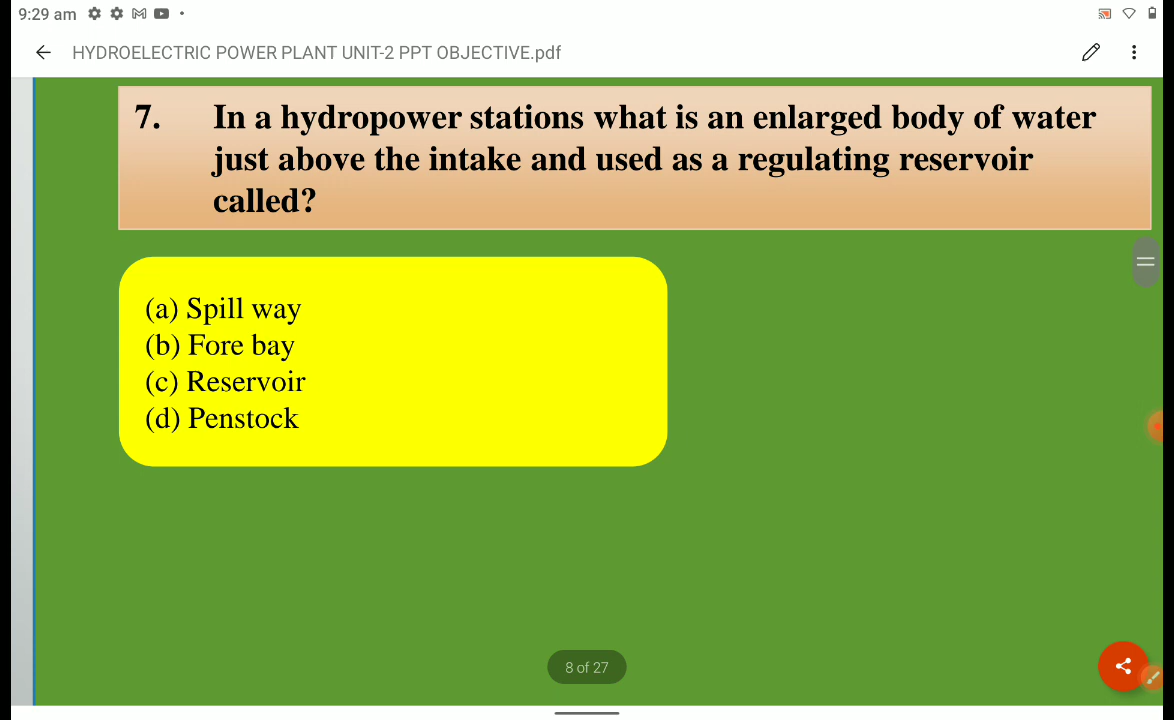 9:29 am
HYDROELECTRIC POWER PLANT UNIT-2 PPT OBJECTIVE.pdf
7. In a hydropower stations what is an enlarged body of water
just above the intake and used as a regulating reservoir
called?
(a) Spill way
(b) Fore bay
(c) Reservoir
(d) Penstock
8 of 27